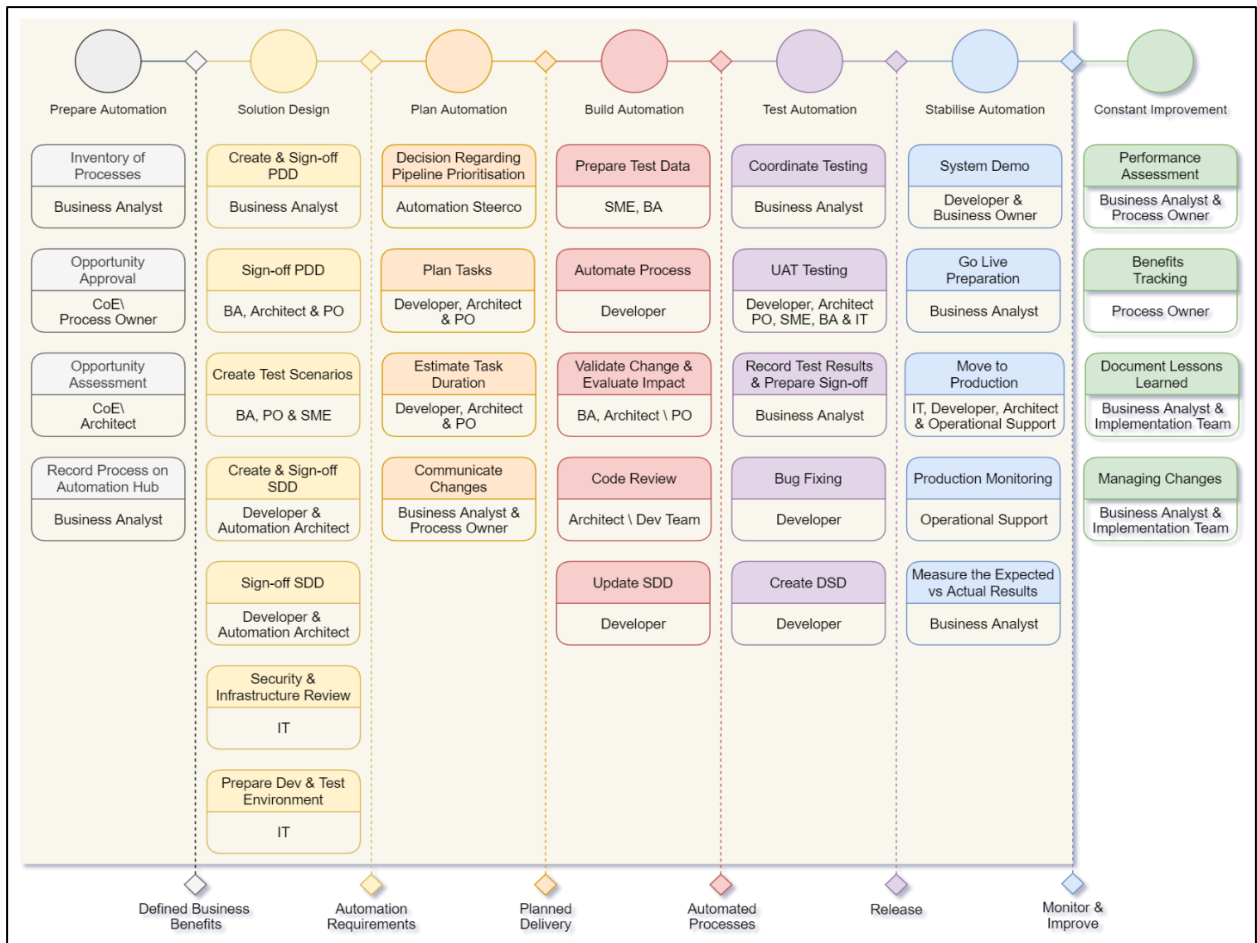 Prepare Automation
Solution Design
Plan Automation
Build Automation
Test Automation
Stabilise Automation
Constant Improvement
Inventory of
Processes
Business Analyst
Opportunity
Approval
CoE\
Process Owner
Opportunity
Assessment
CoE\
Architect
Record Process on
Automation Hub
Business Analyst
Create & Sign-off
PDD
Business Analyst
Sign-off PDD
BA, Architect & PO
Create Test Scenarios
BA, PO & SME
Create & Sign-off
SDD
Developer &
Automation Architect
Sign-off SDD
Developer &
Automation Architect
Security &
Infrastructure Review
IT
Prepare Dev & Test
Environment
IT
Decision Regarding
Pipeline Prioritisation
Automation Steerco
Plan Tasks
Developer, Architect
& PO
Estimate Task
Duration
Developer, Architect
& PO
Communicate
Changes
Business Analyst &
Process Owner
Prepare Test Data
SME, BA
Automate Process
Developer
Validate Change &
Evaluate Impact
BA, Architect \ PO
Code Review
Architect \ Dev Team
Update SDD
Developer
Coordinate Testing
Business Analyst
UAT Testing
Developer, Architect
PO, SME, BA & IT
Record Test Results
& Prepare Sign-off
Business Analyst
Bug Fixing
Developer
Create DSD
Developer
System Demo
Developer &
Business Owner
Go Live
Preparation
Business Analyst
Move to
Production
IT, Developer, Architect
& Operational Support
Production Monitoring
Operational Support
Measure the Expected
vs Actual Results
Business Analyst
Performance
Assessment
Business Analyst &
Process Owner
Benefits
Tracking
Process Owner
Document Lessons
Learned
Business Analyst &
Implementation Team
Managing Changes
Business Analyst &
Implementation Team
Defined Business
Benefits
Automation
Requirements
Planned
Delivery
Automated
Processes
Release
Monitor &
Improve